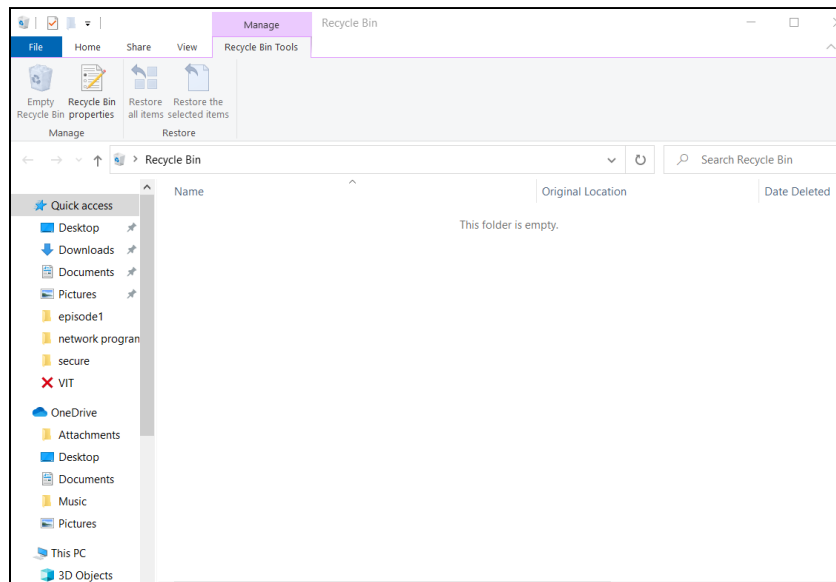 Manage
Recycle Bin
File
Home
Share
View
Recycle Bin Tools
Empty
Recycle Bin
Recycle Bin
properties
Restore
all items
Restore the
selected items
Manage
Restore
Recycle Bin
Search Recycle Bin
Name
Original Location
Date Deleted
This folder is empty.
Quick access
Desktop
Downloads
Documents
Pictures
episode1
network progran
secure
VIT
OneDrive
Attachments
Desktop
Documents
Music
Pictures
This PC
3D Objects